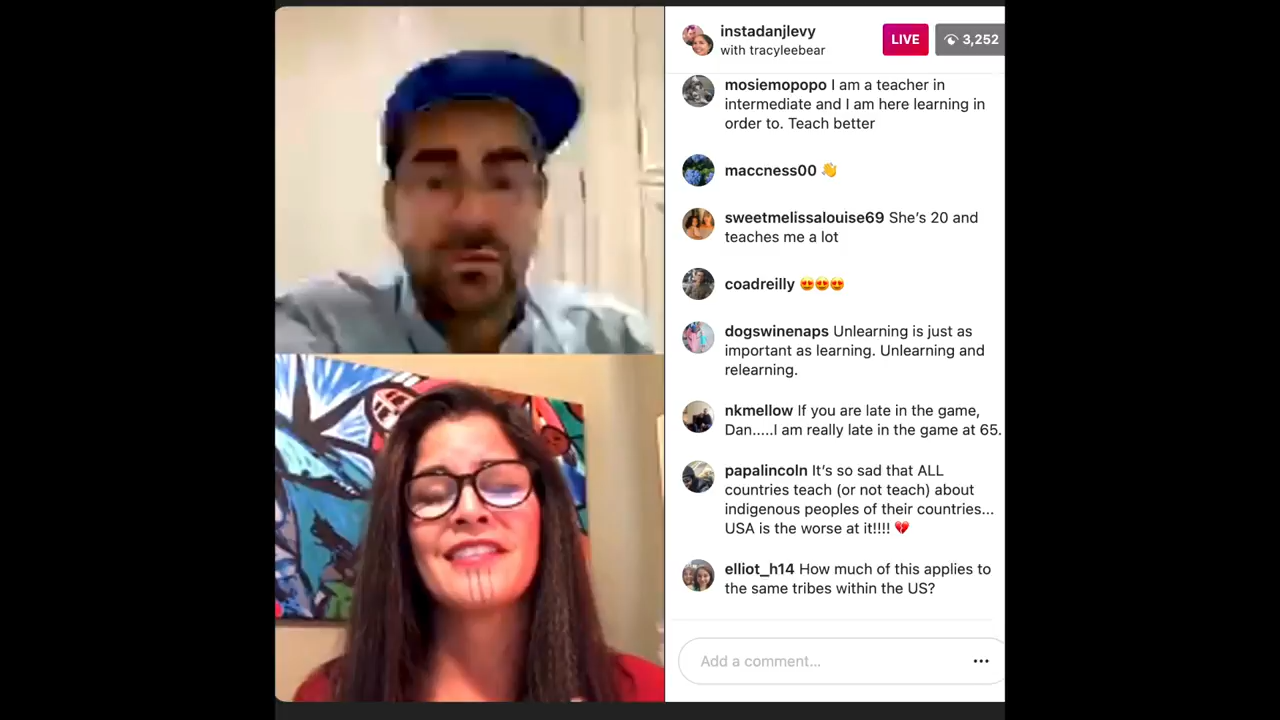 instadanjlevy
with tracyleebear
LIVE
3,252
mosiemopopo I am a teacher in
intermediate and I am here learning in
order to. Teach better
maccness00 👏
sweetmelissalouise69 She's 20 and
teaches me a lot
coadreilly 😍😍😍
dogswinenaps Unlearning is just as
important as learning. Unlearning and
relearning.
nkmellow If you are late in the game,
Dan.....I am really late in the game at 65.
papalincoln It's so sad that ALL
countries teach (or not teach) about
indigenous peoples of their countries...
USA is the worse at it!!!! 💔
elliot_h14 How much of this applies to
the same tribes within the US?
Add a comment...